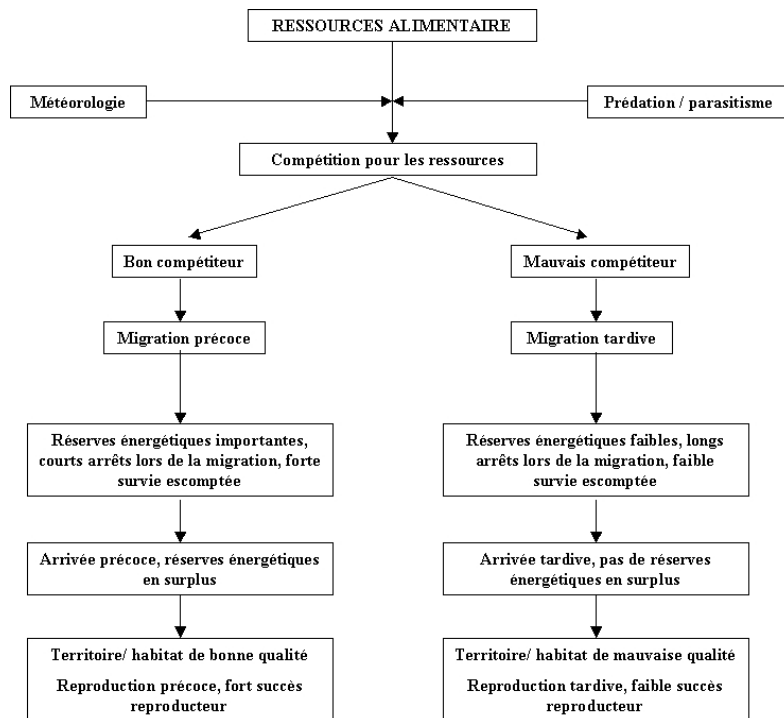 RESSOURCES ALIMENTAIRE
Météorologie
Prédation / parasitisme
Compétition pour les ressources
Bon compétiteur
Mauvais compétiteur
Migration précoce
Migration tardive
Réserves énergétiques importantes,
courts arrêts lors de la migration, forte
survie escomptée
Réserves énergétiques faibles, longs
arrêts lors de la migration, faible
survie escomptée
Arrivée précoce, réserves énergétiques
en surplus
Arrivée tardive, pas de réserves
énergétiques en surplus
Territoire/ habitat de bonne qualité
Reproduction précoce, fort succès
reproducteur
Territoire/ habitat de mauvaise qualité
Reproduction tardive, faible succès
reproducteur